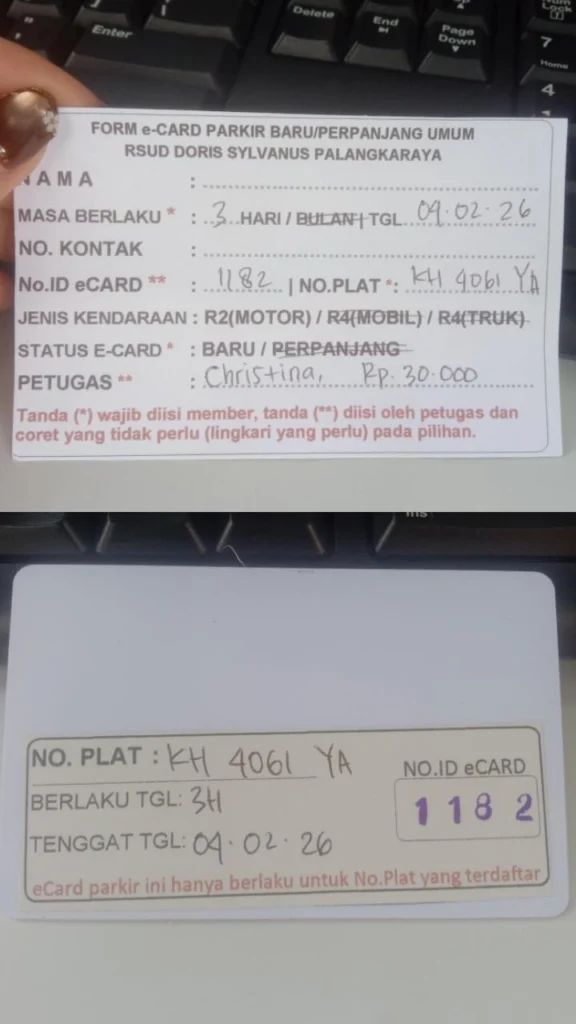 Enter
Delete
End
Page
Down
Lock
7
Home
4
FORM e-CARD PARKIR BARU/PERPANJANG UMUM
RSUD DORIS SYLVANUS PALANGKARAYA
NAMA :
MASA BERLAKU * : 3 HARI / BULAN | TGL 09.02.26
NO. KONTAK :
No.ID eCARD ** : 1182 | NO.PLAT *: KH 4061 YA
JENIS KENDARAAN : R2(MOTOR) / R4(MOBIL) / R4(TRUK)
STATUS E-CARD * : BARU / PERPANJANG
PETUGAS ** : Christina, Rp. 30.000
Tanda (*) wajib diisi member, tanda (**) diisi oleh petugas dan
coret yang tidak perlu (lingkari yang perlu) pada pilihan.
Ins
NO. PLAT : KH 4061 YA
NO.ID eCARD
BERLAKU TGL: 3H
1182
TENGGAT TGL: 09.02.26
eCard parkir ini hanya berlaku untuk No.Plat yang terdaftar